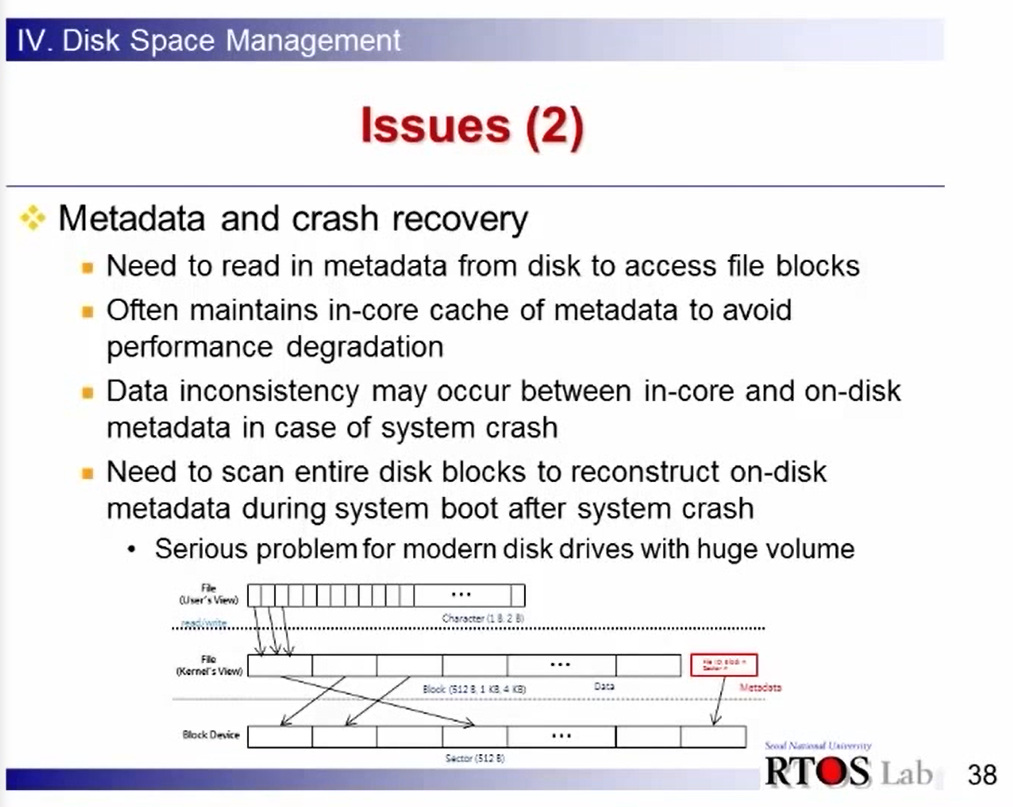 IV. Disk Space Management
Issues (2)
Metadata and crash recovery
Need to read in metadata from disk to access file blocks
Often maintains in-core cache of metadata to avoid
performance degradation
Data inconsistency may occur between in-core and on-disk
metadata in case of system crash
Need to scan entire disk blocks to reconstruct on-disk
metadata during system boot after system crash
• Serious problem for modern disk drives with huge volume
File
(User's View)
...
read/write
Character (1 B, 2 B)
File
(Kernel's View)
...
Block (512 B, 1 KB, 4 KB)
Data
Metadata
Block Device
...
Sector (512 B)
Seoul National University
RTOS Lab
38